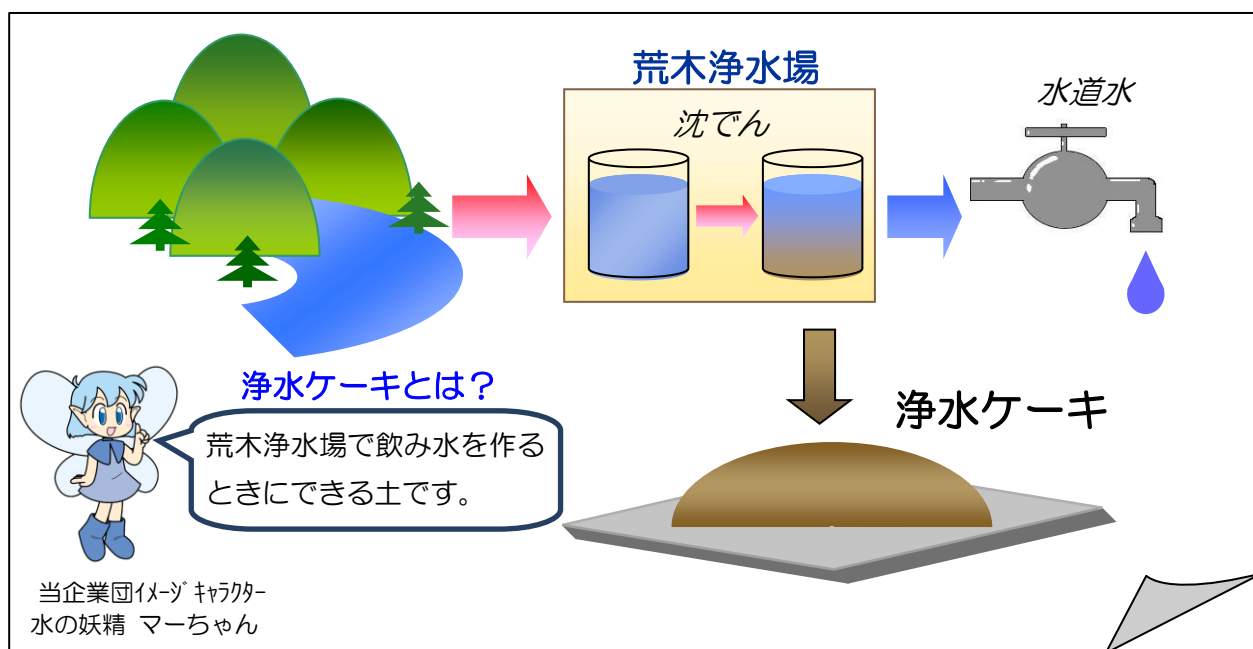 荒木浄水場
沈でん
水道水
浄水ケーキとは？
荒木浄水場で飲み水を作る
ときにできる土です。
浄水ケーキ
当企業団ｲﾒｰｼﾞｷｬﾗｸﾀｰ
水の妖精 マーちゃん